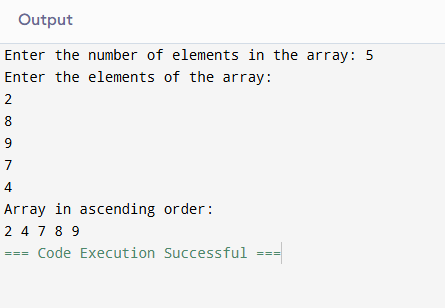 Output
Enter the number of elements in the array: 5
Enter the elements of the array:
2
8
9
7
4
Array in ascending order:
2 4 7 8 9
=== Code Execution Successful ===